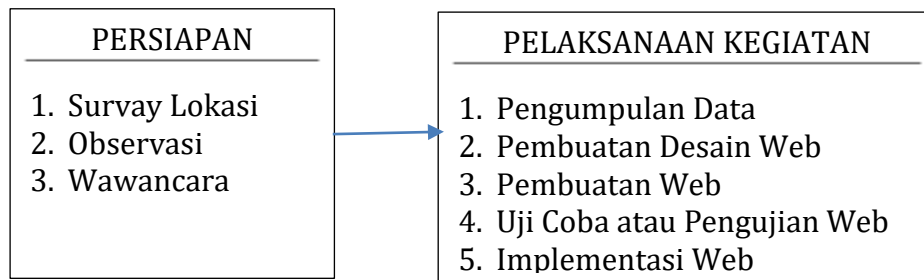 PERSIAPAN
1. Survay Lokasi
2. Observasi
3. Wawancara
PELAKSANAAN KEGIATAN
1. Pengumpulan Data
2. Pembuatan Desain Web
3. Pembuatan Web
4. Uji Coba atau Pengujian Web
5. Implementasi Web